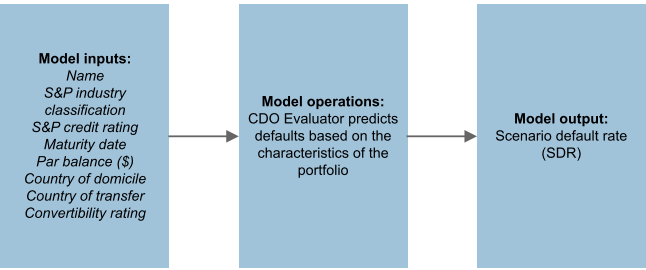 Model inputs:
Name
S&P industry
classification
S&P credit rating
Maturity date
Par balance ($)
Country of domicile
Country of transfer
Convertibility rating
Model operations:
CDO Evaluator predicts
defaults based on the
characteristics of the
portfolio
Model output:
Scenario default rate
(SDR)